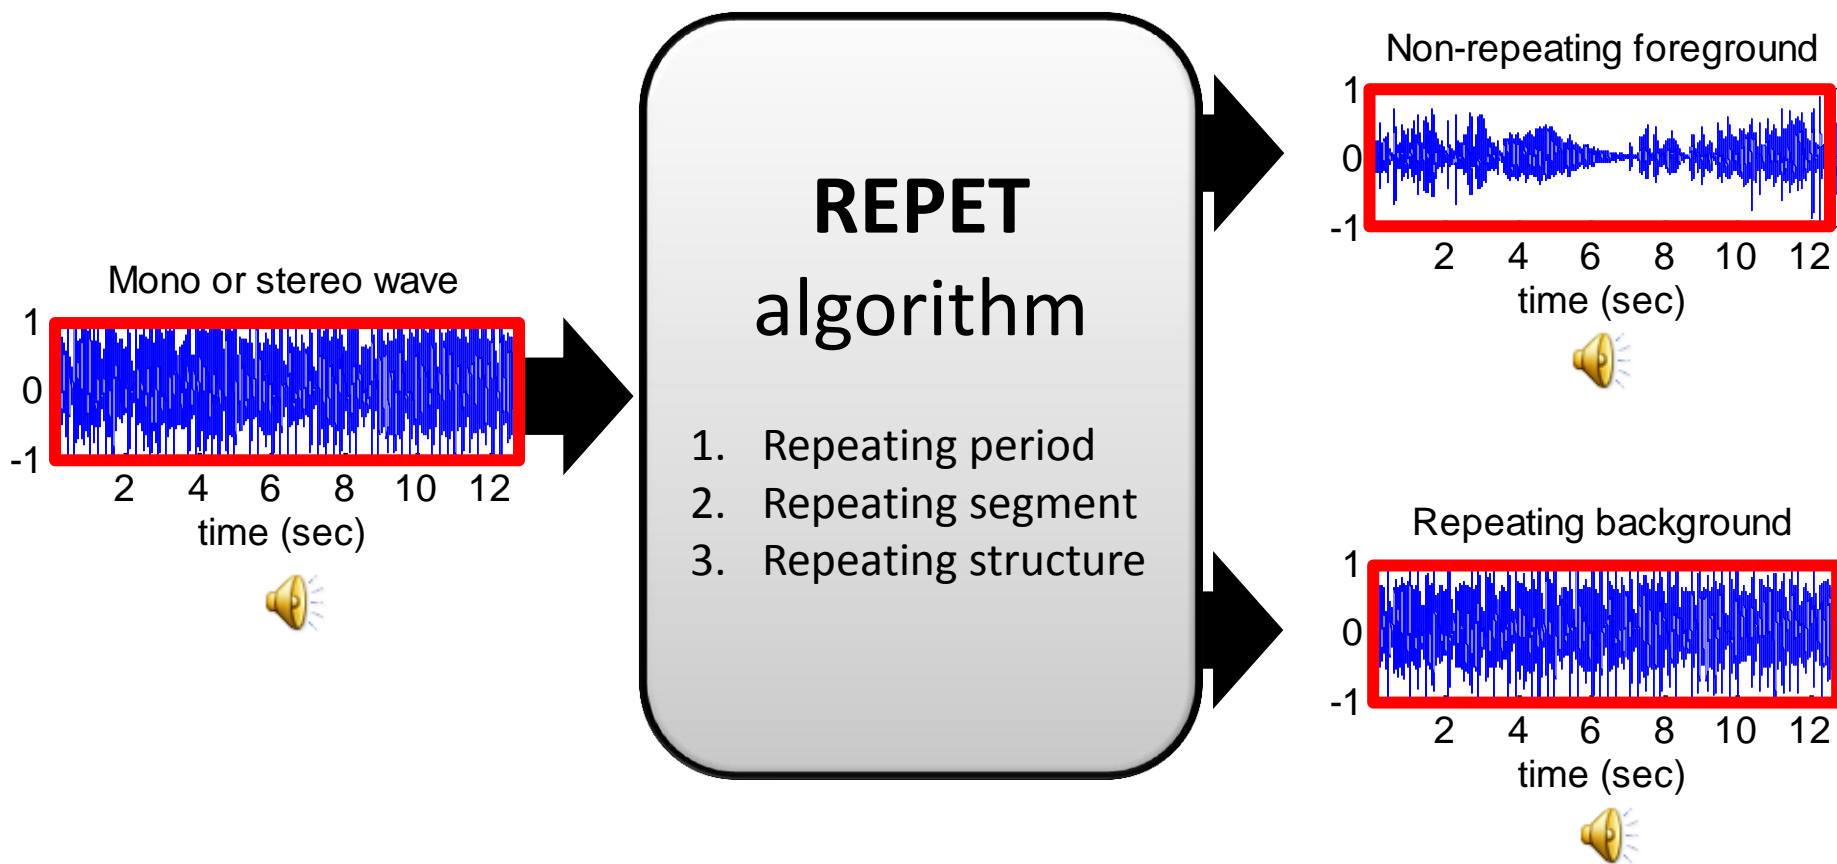 Mono or stereo wave
1
0
-1
2 4 6 8 10 12
time (sec)
REPET
algorithm
1. Repeating period
2. Repeating segment
3. Repeating structure
Non-repeating foreground
1
0
-1
2 4 6 8 10 12
time (sec)
Repeating background
1
0
-1
2 4 6 8 10 12
time (sec)